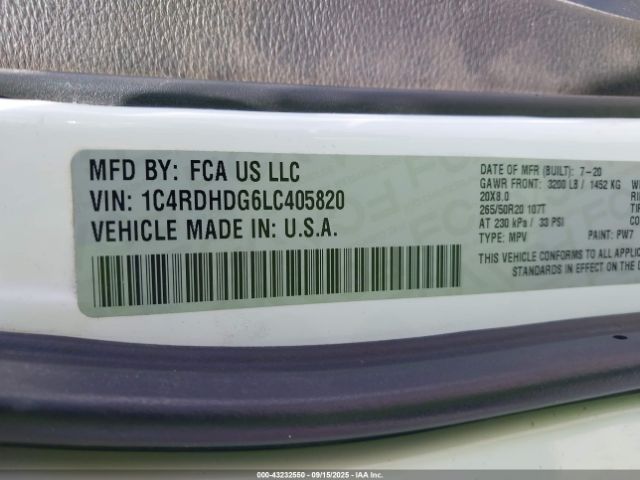 MFD BY: FCA US LLC
VIN: 1C4RDHDG6LC405820
VEHICLE MADE IN: U.S.A.
DATE OF MFR (BUILT): 7-20
GAWR FRONT: 3200 LB / 1452 KG
20X8.0
265/50R20 107T
AT 230 kPa / 33 PSI
TYPE: MPV PAINT: PW7
THIS VEHICLE CONFORMS TO ALL APPLIC
STANDARDS IN EFFECT ON THE
000-43232550 09/15/2025 IAAI.COM